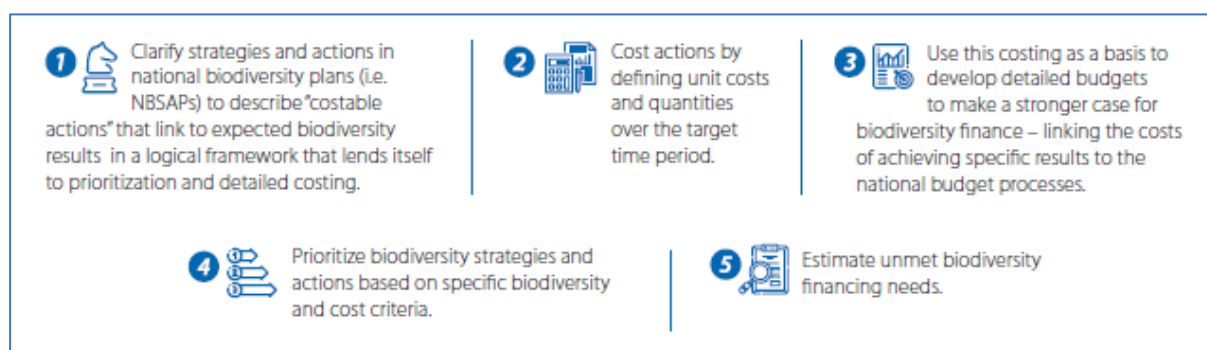 1
Clarify strategies and actions in
national biodiversity plans (i.e.
NBSAPs) to describe “costable
actions” that link to expected biodiversity
results in a logical framework that lends itself
to prioritization and detailed costing.
2
Cost actions by
defining unit costs
and quantities
over the target
time period.
3
Use this costing as a basis to
develop detailed budgets
to make a stronger case for
biodiversity finance – linking the costs
of achieving specific results to the
national budget processes.
4
1
2
3
Prioritize biodiversity strategies and
actions based on specific biodiversity
and cost criteria.
5
Estimate unmet biodiversity
financing needs.